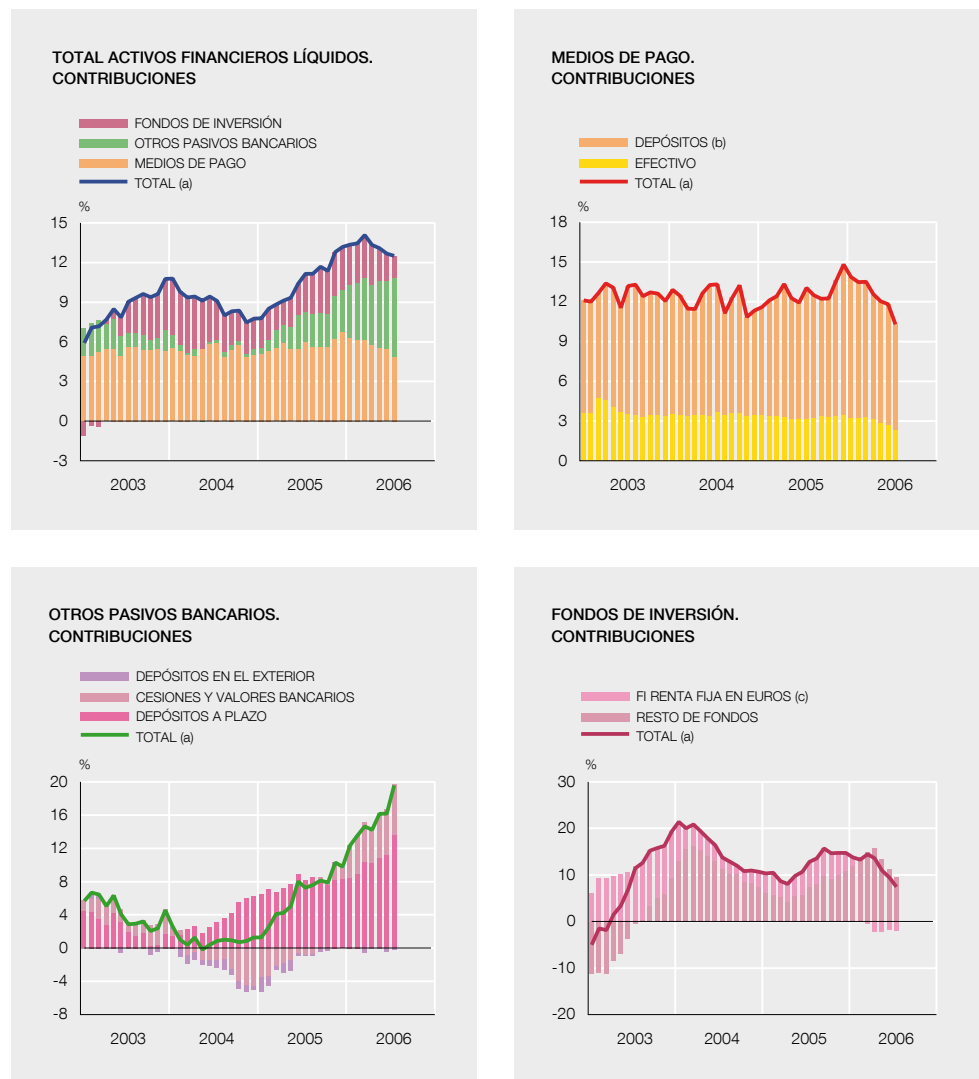 TOTAL ACTIVOS FINANCIEROS LÍQUIDOS.
CONTRIBUCIONES
FONDOS DE INVERSIÓN
OTROS PASIVOS BANCARIOS
MEDIOS DE PAGO
TOTAL (a)
%
15
12
9
6
3
0
-3
2003 2004 2005 2006
MEDIOS DE PAGO.
CONTRIBUCIONES
DEPÓSITOS (b)
EFECTIVO
TOTAL (a)
%
18
15
12
9
6
3
0
2003 2004 2005 2006
OTROS PASIVOS BANCARIOS.
CONTRIBUCIONES
DEPÓSITOS EN EL EXTERIOR
CESIONES Y VALORES BANCARIOS
DEPÓSITOS A PLAZO
TOTAL (a)
%
20
16
12
8
4
0
-4
-8
2003 2004 2005 2006
FONDOS DE INVERSIÓN.
CONTRIBUCIONES
FI RENTA FIJA EN EUROS (c)
RESTO DE FONDOS
TOTAL (a)
%
30
20
10
0
-10
-20
2003 2004 2005 2006